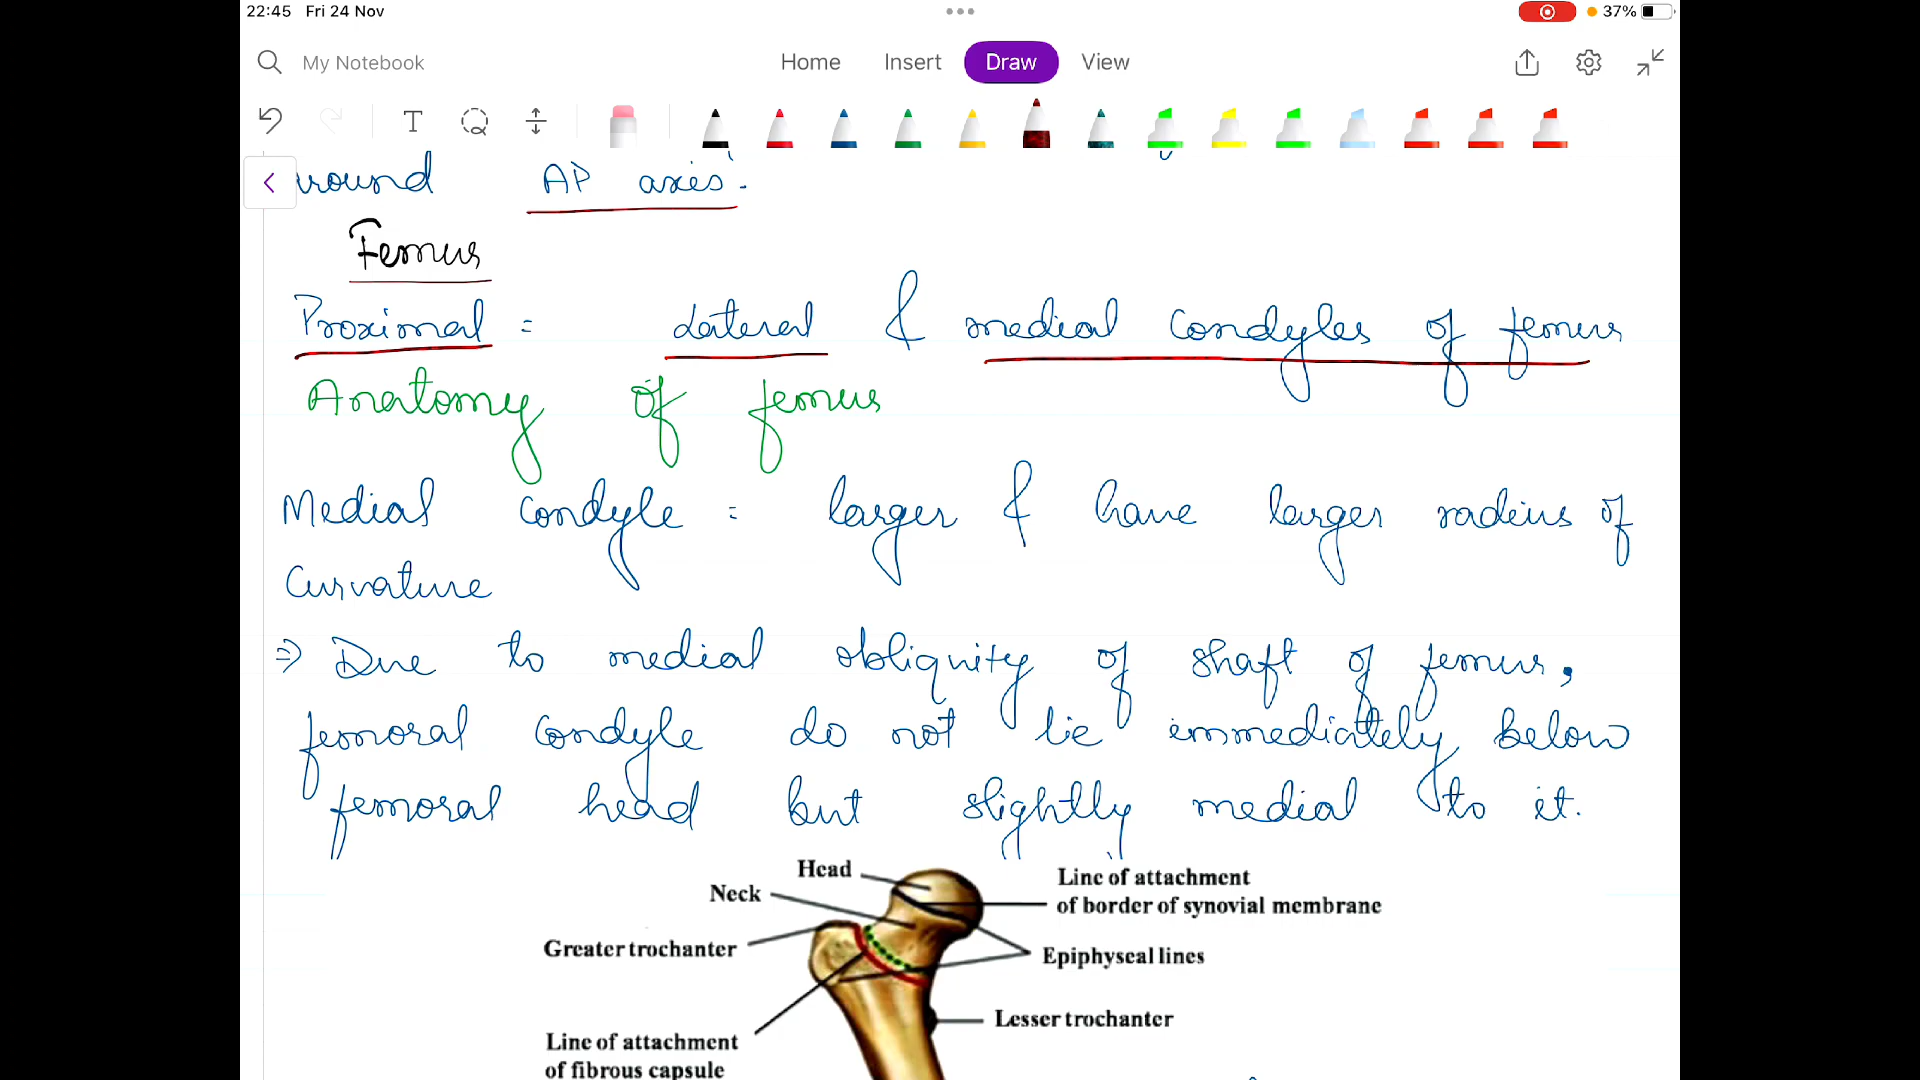 22:45 Fri 24 Nov
37%
My Notebook
Home Insert Draw View
T
AP axis.
Femur
Proximal = Lateral & medial condyles of femur
Anatomy of femur
Medial condyle = larger & have larger radius of
Curvature
⇒ Due to medial obliquity of shaft of femur,
femoral condyle do not lie immediately below
femoral head but slightly medial to it.
Head
Neck
Greater trochanter
Line of attachment
of border of synovial membrane
Epiphyseal lines
Lesser trochanter
Line of attachment
of fibrous capsule